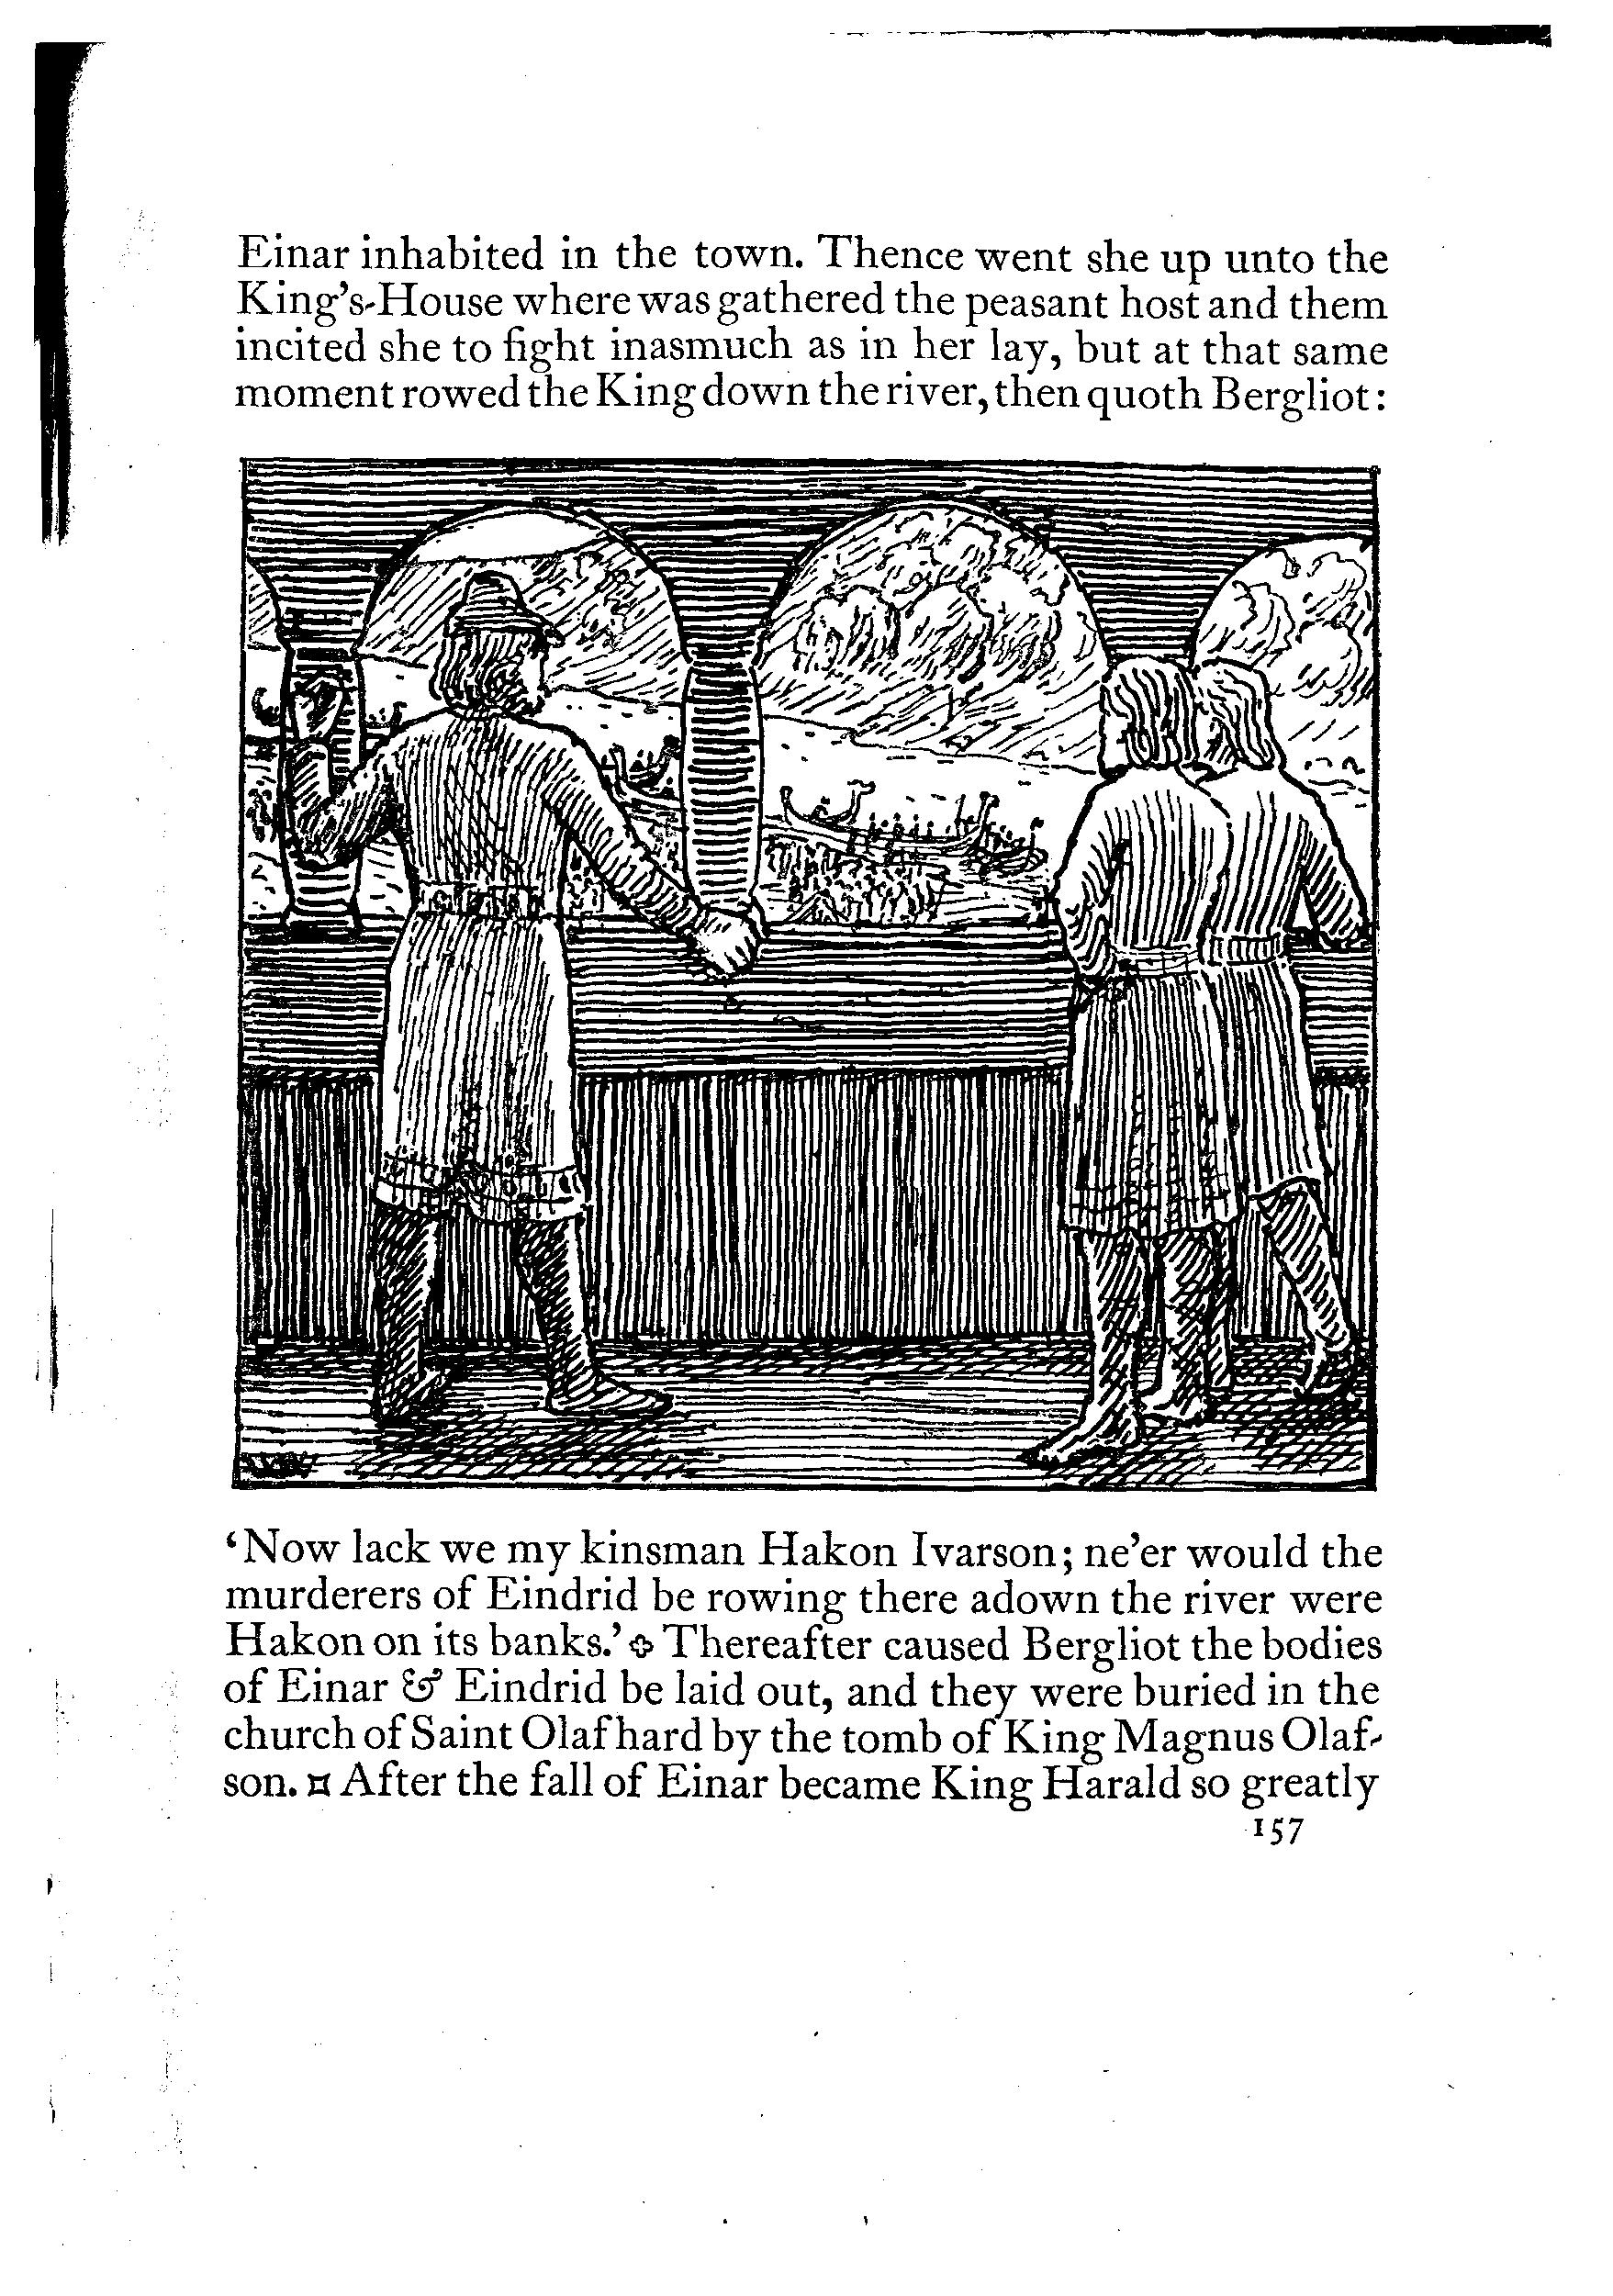 Einar inhabited in the town. Thence went she up unto the
King's-House where was gathered the peasant host and them
incited she to fight inasmuch as in her lay, but at that same
moment rowed the King down the river, then quoth Bergliot:
‘Now lack we my kinsman Hakon Ivarson; ne’er would the
murderers of Eindrid be rowing there adown the river were
Hakon on its banks.’ Thereafter caused Bergliot the bodies
of Einar & Eindrid be laid out, and they were buried in the
church of Saint Olaf hard by the tomb of King Magnus Olaf-
son. ¤ After the fall of Einar became King Harald so greatly
157